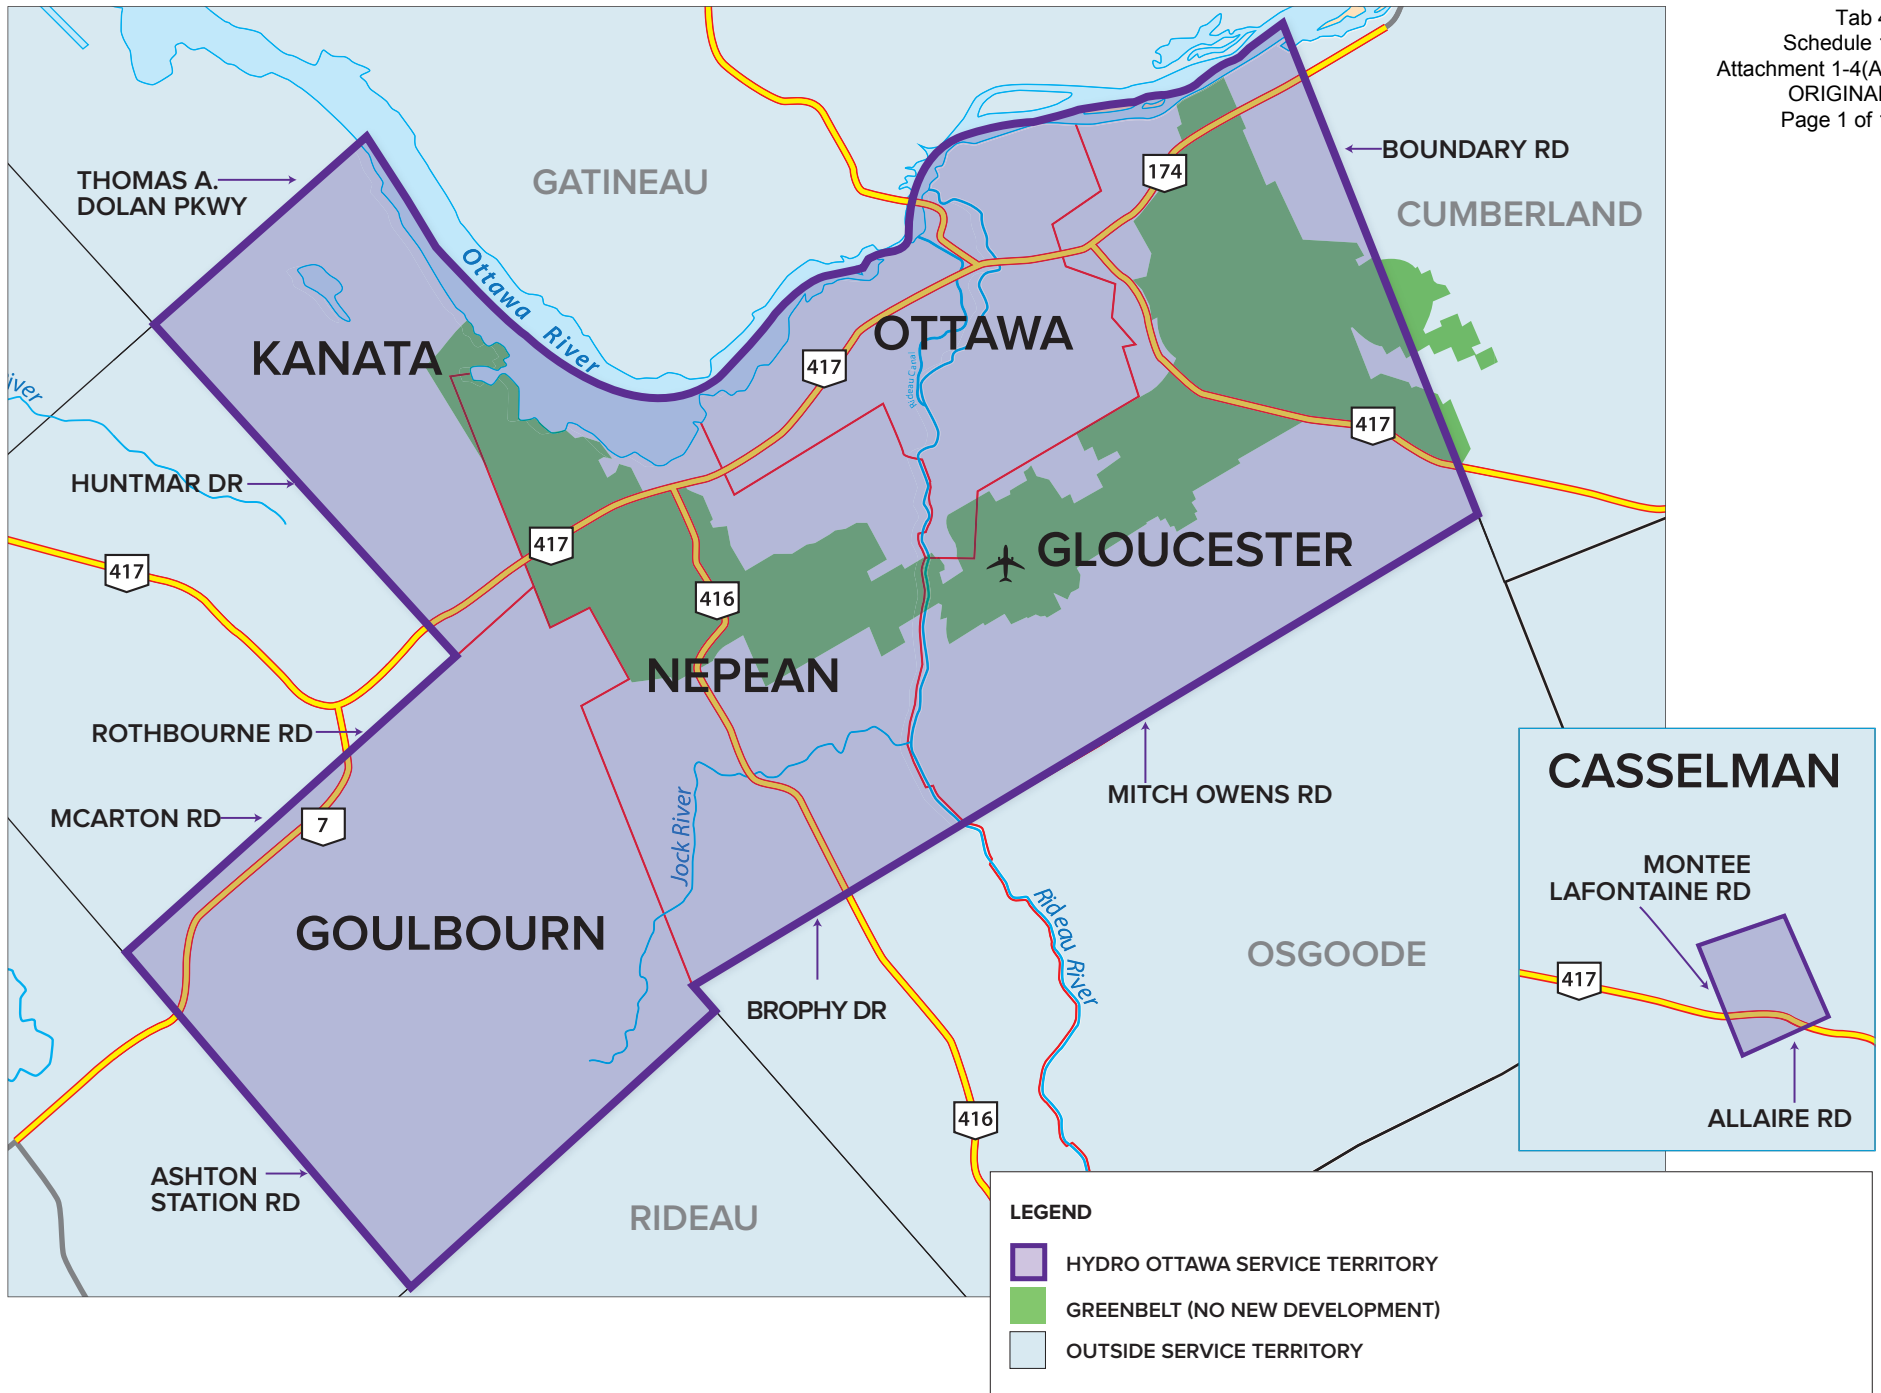 Tab 4
Schedule
Attachment 1-4(A
ORIGINAL
Page 1 of
THOMAS A.
DOLAN PKWY
GATINEAU
174
BOUNDARY RD
CUMBERLAND
Ottawa River
KANATA
OTTAWA
417
Rideau Canal
iver
HUNTMAR DR
417
417
417
416
GLOUCESTER
NEPEAN
ROTHBOURNE RD
MCARTON RD
7
Jock River
MITCH OWENS RD
CASSELMAN
MONTEE
LAFONTAINE RD
417
ALLAIRE RD
GOULBOURN
Rideau River
OSGOODE
BROPHY DR
416
ASHTON
STATION RD
RIDEAU
LEGEND
HYDRO OTTAWA SERVICE TERRITORY
GREENBELT (NO NEW DEVELOPMENT)
OUTSIDE SERVICE TERRITORY